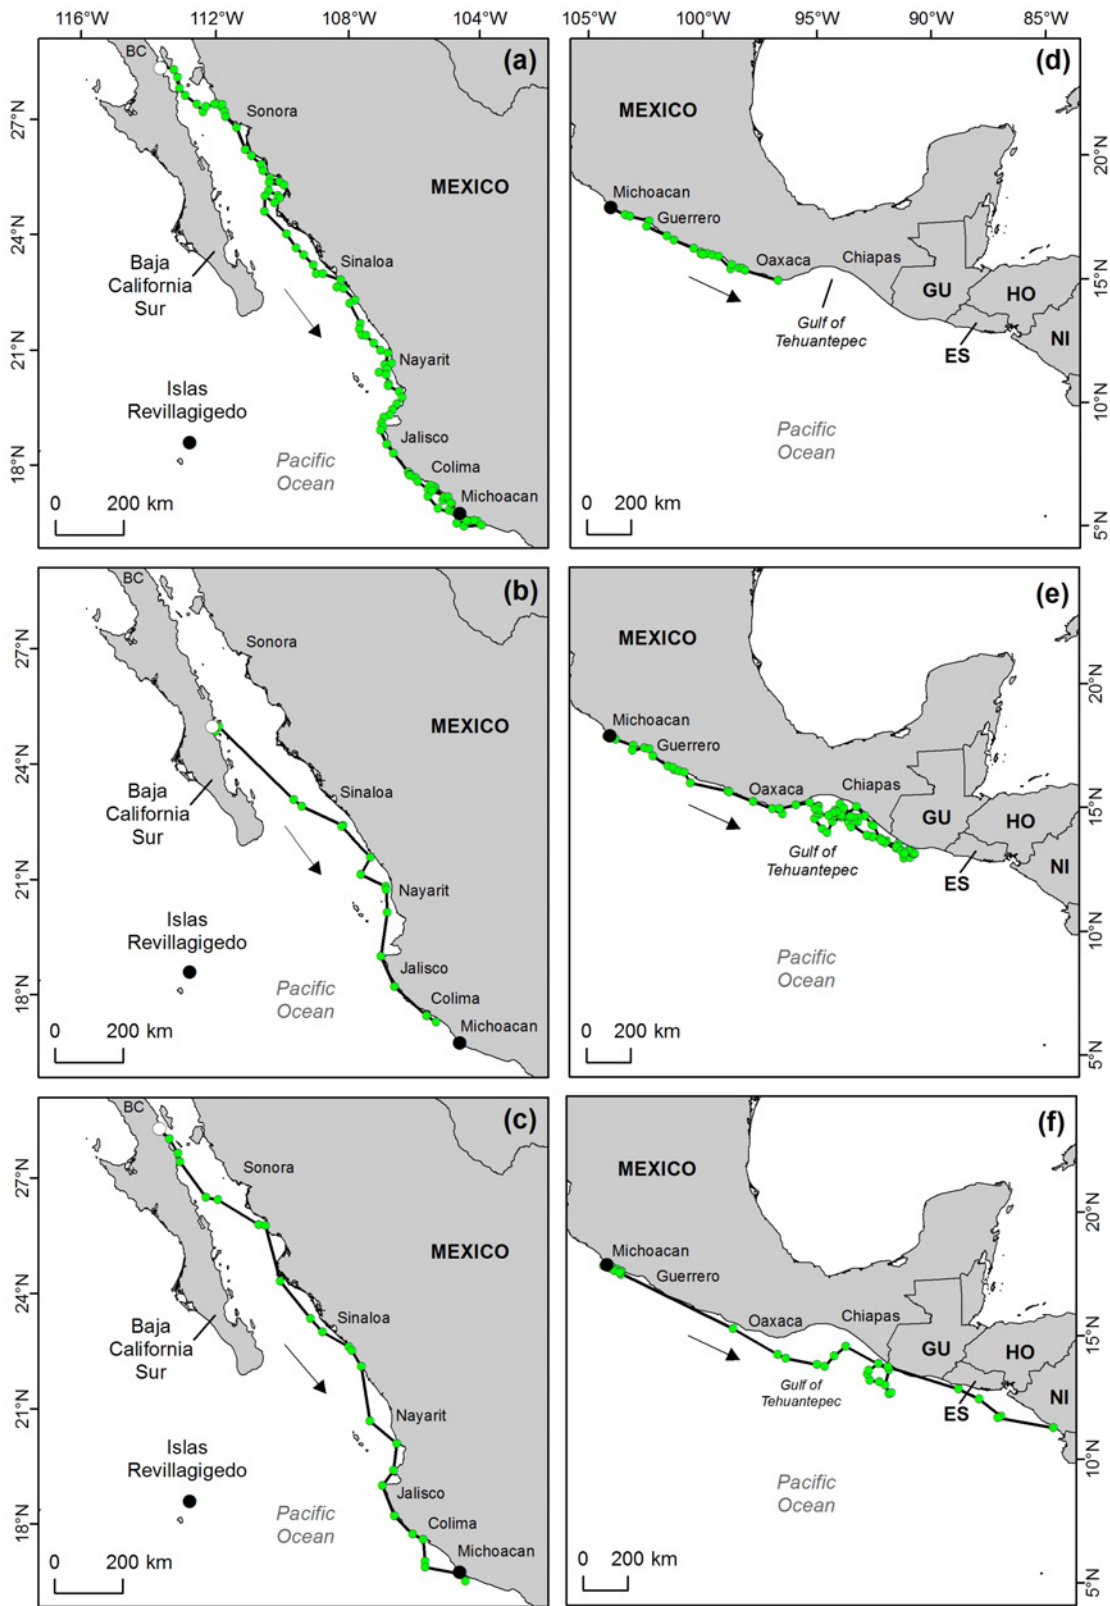 116°W 112°W 108°W 104°W
105°W 100°W 95°W 90°W 85°W
(a)
BC
Sonora
27°N
MEXICO
24°N
Baja
California
Sur
Sinaloa
21°N
Nayarit
Islas
Revillagigedo
Jalisco
18°N
Pacific
Ocean
Colima
Michoacan
0 200 km
(d)
MEXICO
20°N
Michoacan
Guerrero
Oaxaca
Chiapas
15°N
GU
HO
Gulf of
Tehuantepec
ES
NI
10°N
Pacific
Ocean
0 200 km
5°N
(b)
BC
Sonora
27°N
MEXICO
24°N
Baja
California
Sur
Sinaloa
21°N
Nayarit
Islas
Revillagigedo
Jalisco
18°N
Pacific
Ocean
Colima
Michoacan
0 200 km
(e)
MEXICO
20°N
Michoacan
Guerrero
Oaxaca
Chiapas
15°N
GU
HO
Gulf of
Tehuantepec
ES
NI
10°N
Pacific
Ocean
0 200 km
5°N
(c)
BC
Sonora
27°N
MEXICO
24°N
Baja
California
Sur
Sinaloa
21°N
Nayarit
Islas
Revillagigedo
Jalisco
18°N
Pacific
Ocean
Colima
Michoacan
0 200 km
(f)
MEXICO
20°N
Michoacan
Guerrero
Oaxaca
Chiapas
15°N
GU
HO
Gulf of
Tehuantepec
ES
NI
10°N
Pacific
Ocean
0 200 km
5°N